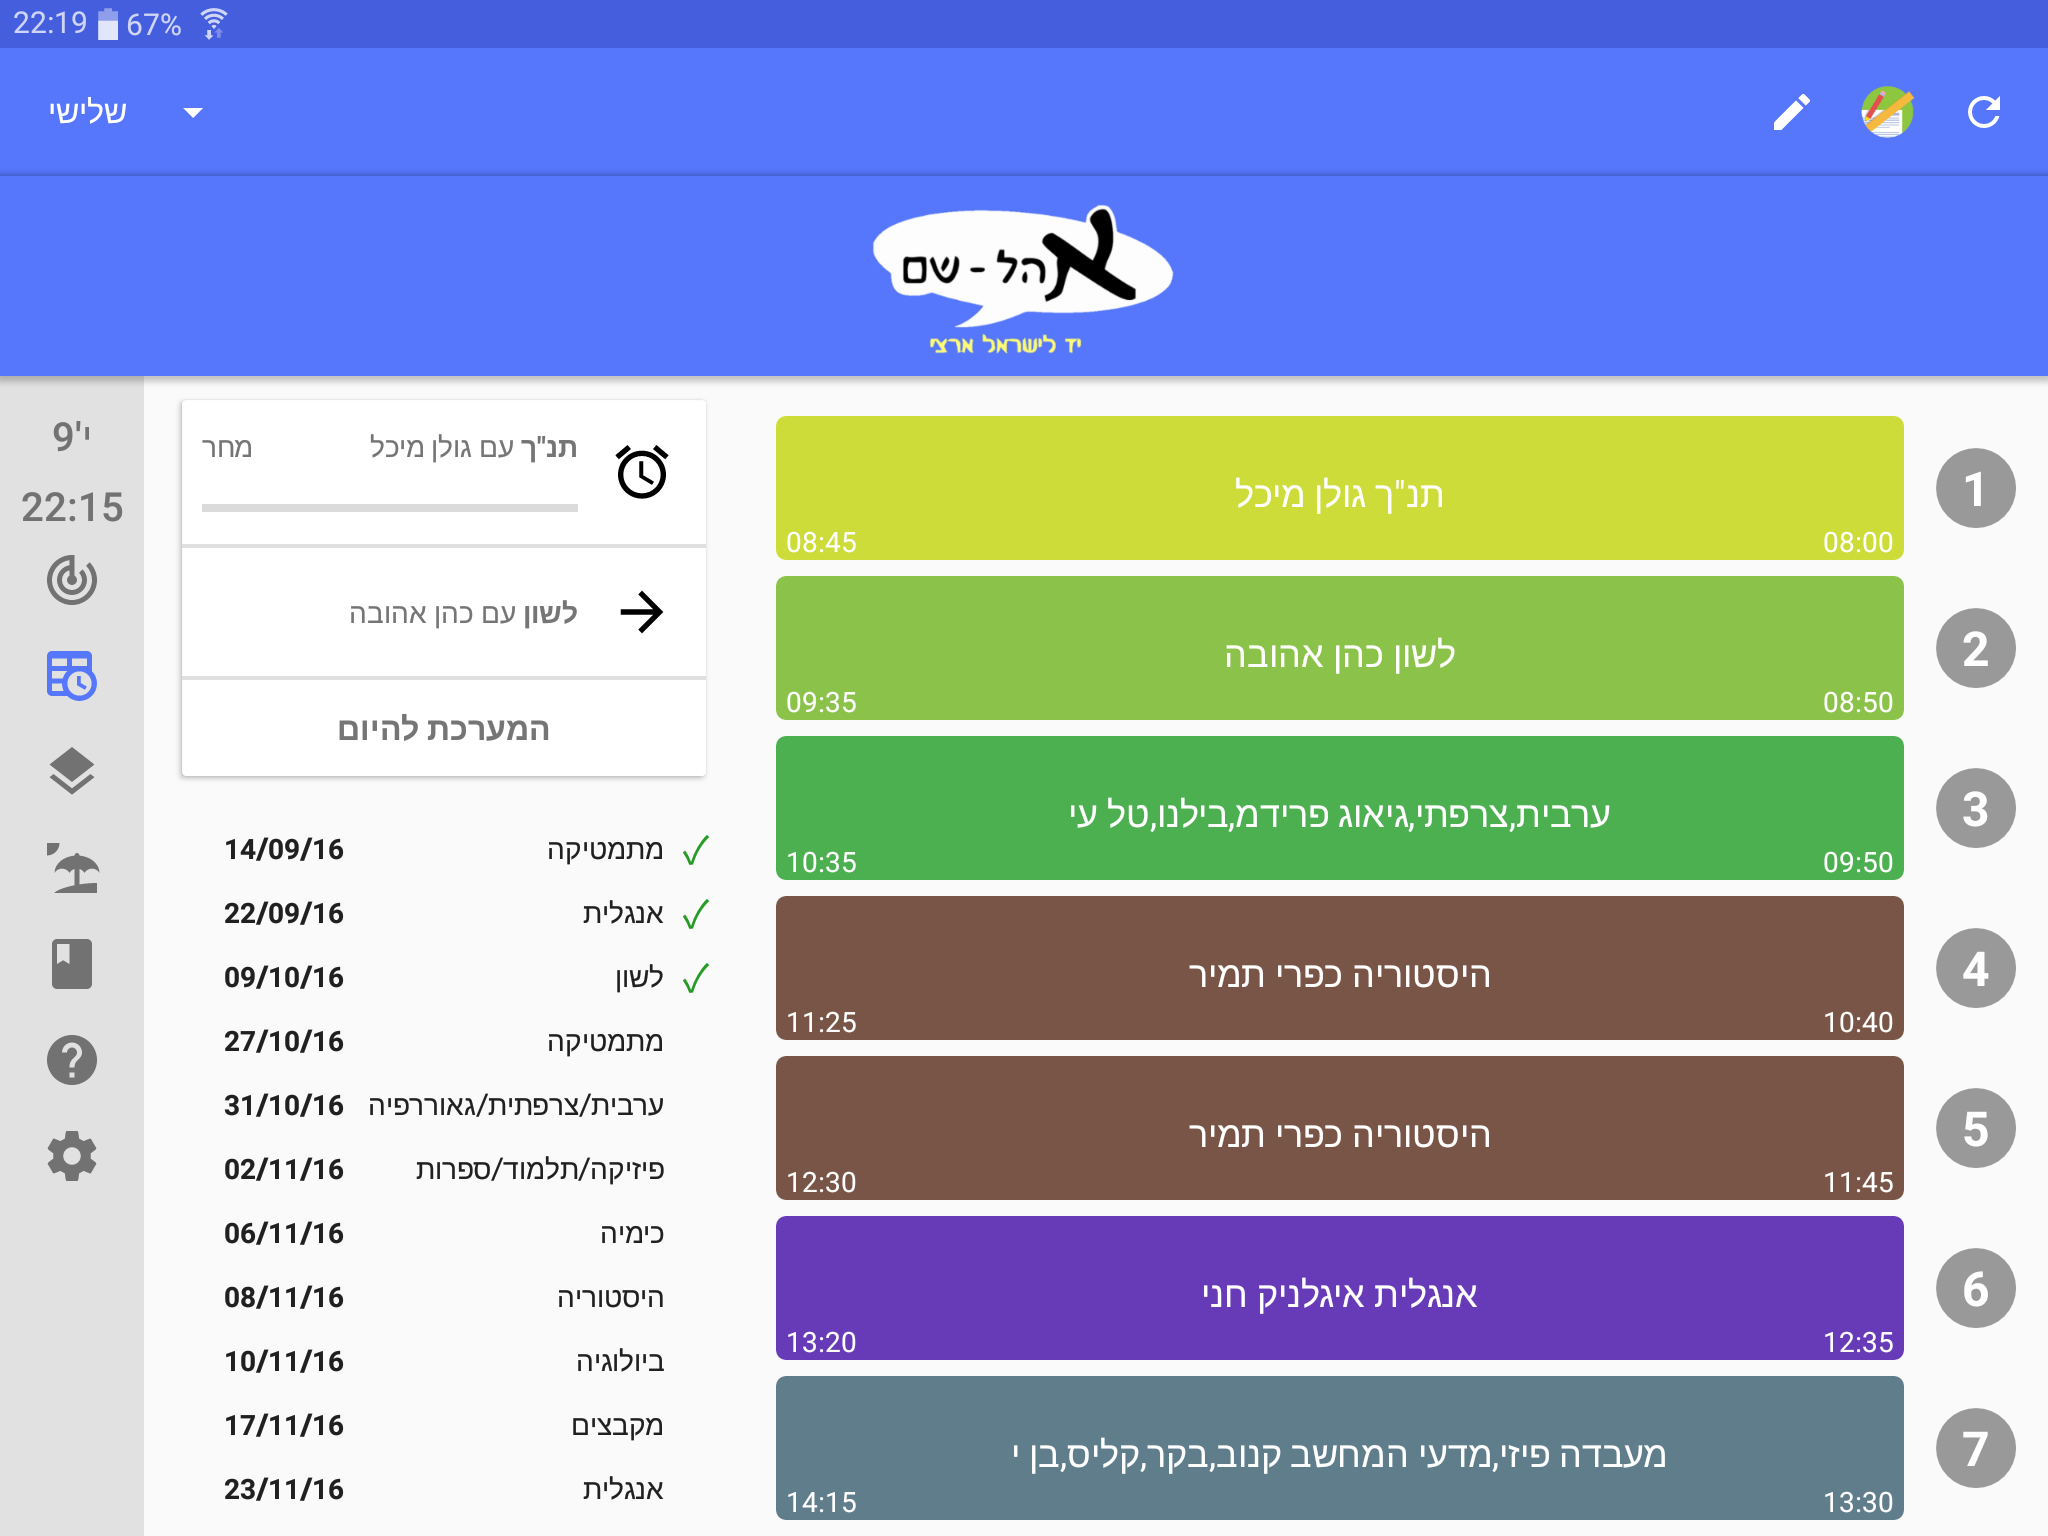 22:19 67%
שלישי
אהל - שם
יד לישראל ארצי
י'9
22:15
תנ"ך עם גולן מיכל מחר
לשון עם כהן אהובה
המערכת להיום
מתמטיקה 14/09/16
אנגלית 22/09/16
לשון 09/10/16
מתמטיקה 27/10/16
ערבית/צרפתית/גאוררפיה 31/10/16
פיזיקה/תלמוד/ספרות 02/11/16
כימיה 06/11/16
היסטוריה 08/11/16
ביולוגיה 10/11/16
מקבצים 17/11/16
אנגלית 23/11/16
1
תנ"ך גולן מיכל
08:00 08:45
2
לשון כהן אהובה
08:50 09:35
3
ערבית,צרפתי,גיאוג פרידמ,בילנו,טל עי
09:50 10:35
4
היסטוריה כפרי תמיר
10:40 11:25
5
היסטוריה כפרי תמיר
11:45 12:30
6
אנגלית איגלניק חני
12:35 13:20
7
מעבדה פיזי,מדעי המחשב קנוב,בקר,קליס,בן י
13:30 14:15